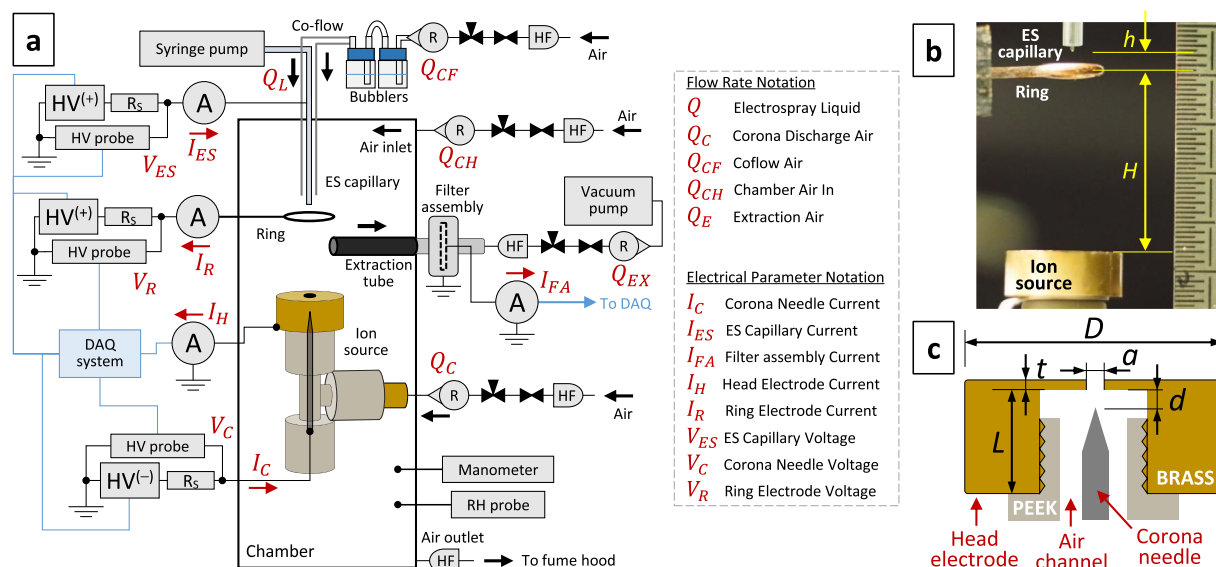 a
Syringe pump
Co-flow
R
HF
Air
Q_L
Q_CF
Bubblers
HV(+)
R_S
A
HV probe
V_ES
I_ES
Air inlet
R
HF
Air
Q_CH
ES capillary
Filter
assembly
Vacuum
pump
HV(+)
R_S
A
HV probe
V_R
I_R
Ring
Extraction
tube
HF
R
Q_EX
I_FA
A
To DAQ
I_H
DAQ
system
A
Ion
source
Q_C
R
HF
Air
V_C
HV probe
HV(−)
R_S
I_C
Manometer
RH probe
Chamber
Air outlet
HF
To fume hood
Flow Rate Notation
Q Electrospray Liquid
Q_C Corona Discharge Air
Q_CF Coflow Air
Q_CH Chamber Air In
Q_E Extraction Air
Electrical Parameter Notation
I_C Corona Needle Current
I_ES ES Capillary Current
I_FA Filter assembly Current
I_H Head Electrode Current
I_R Ring Electrode Current
V_ES ES Capillary Voltage
V_C Corona Needle Voltage
V_R Ring Electrode Voltage
b
ES
capillary
h
Ring
H
Ion
source
c
D
t
a
d
L
BRASS
PEEK
Head
electrode
Air
channel
Corona
needle